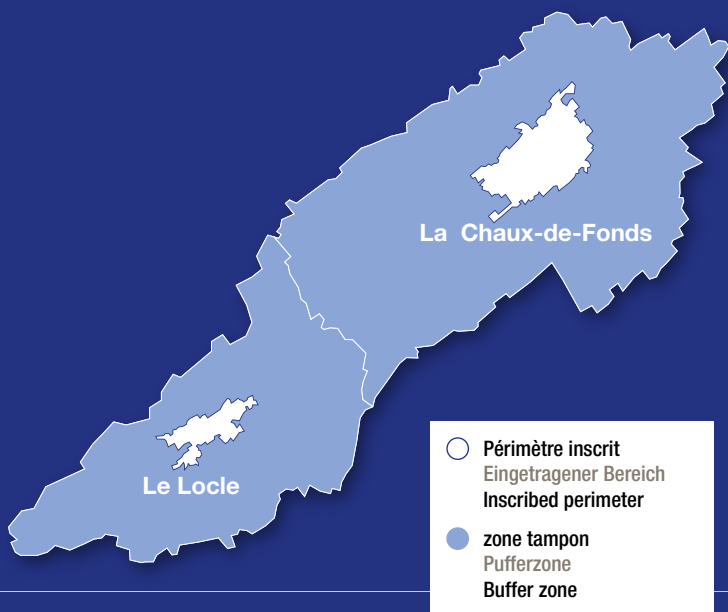 La Chaux-de-Fonds
Le Locle
Périmètre inscrit
Eingetragener Bereich
Inscribed perimeter
zone tampon
Pufferzone
Buffer zone